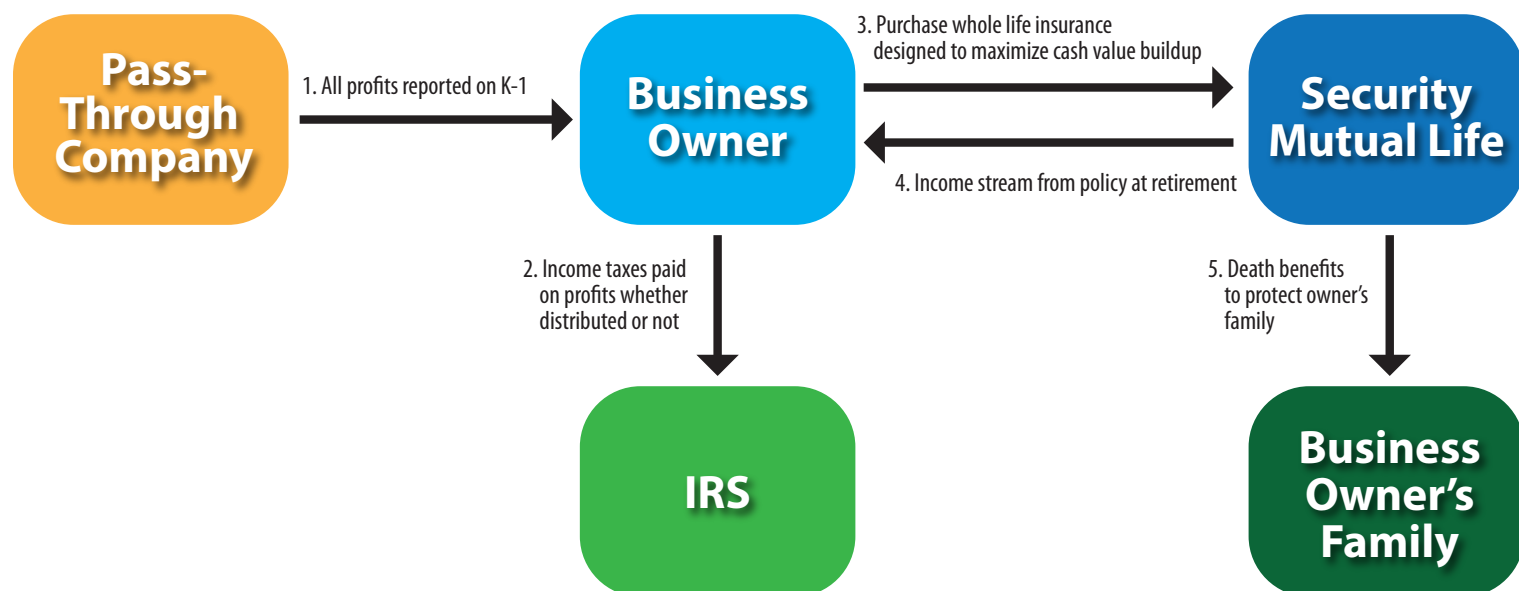 Pass-
Through
Company
1. All profits reported on K-1
Business
Owner
3. Purchase whole life insurance
designed to maximize cash value buildup
4. Income stream from policy at retirement
Security
Mutual Life
2. Income taxes paid
on profits whether
distributed or not
5. Death benefits
to protect owner’s
family
IRS
Business
Owner’s
Family